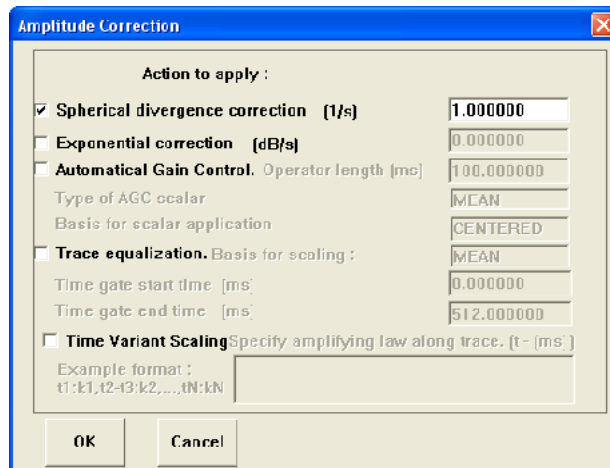 Amplitude Correction
Action to apply :
Spherical divergence correction (1/s) 1.000000
Exponential correction (dB/s) 0.000000
Automatical Gain Control. Operator length [mc] 100.000000
Type of AGC scalar MEAN
Basis for scalar application CENTERED
Trace equalization. Basis for scaling : MEAN
Time gate start time [ms] 0.000000
Time gate end time [ms] 512.000000
Time Variant Scaling Specify amplifying law along trace. (t - [ms])
Example format :
t1:k1,t2-t3:k2,...,tN:kN
OK Cancel